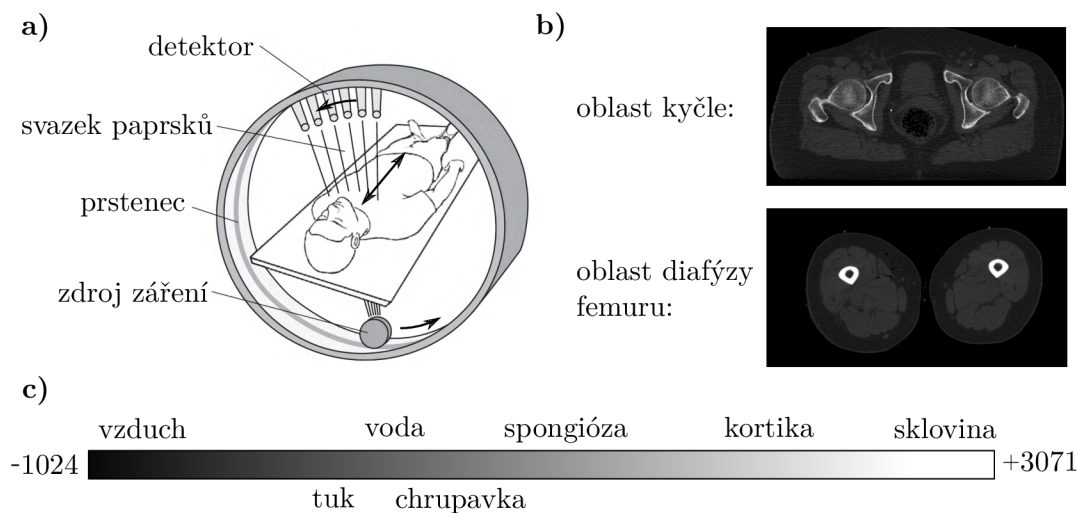 a)
detektor
svazek paprsků
prstenec
zdroj záření
b)
oblast kyčle:
oblast diafýzy
femuru:
c)
vzduch voda spongióza kortika sklovina
-1024 +3071
tuk chrupavka